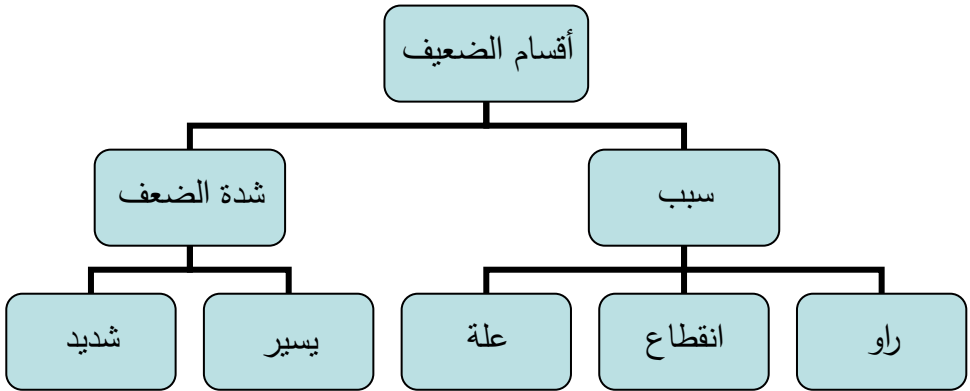 أقسام الضعيف
سبب
شدة الضعف
راو
انقطاع
علة
يسير
شديد